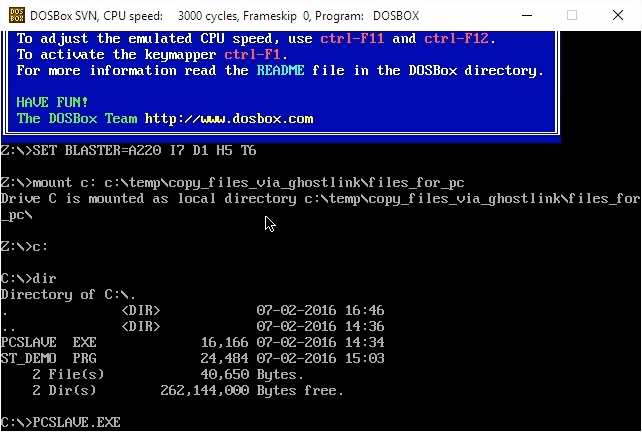 DOSBox SVN, CPU speed: 3000 cycles, Frameskip 0, Program: DOSBOX
To adjust the emulated CPU speed, use ctrl-F11 and ctrl-F12.
To activate the keymapper ctrl-F1.
For more information read the README file in the DOSBox directory.
HAVE FUN!
The DOSBox Team http://www.dosbox.com
Z:\>SET BLASTER=A220 I7 D1 H5 T6
Z:\>mount c: c:\temp\copy_files_via_ghostlink\files_for_pc
Drive C is mounted as local directory c:\temp\copy_files_via_ghostlink\files_for
_pc\
Z:\>c:
C:\>dir
Directory of C:\.
. <DIR> 07-02-2016 16:46
.. <DIR> 07-02-2016 14:36
PCSLAVE EXE 16,166 07-02-2016 14:34
ST_DEMO PRG 24,484 07-02-2016 15:03
2 File(s) 40,650 Bytes.
2 Dir(s) 262,144,000 Bytes free.
C:\>PCSLAVE.EXE